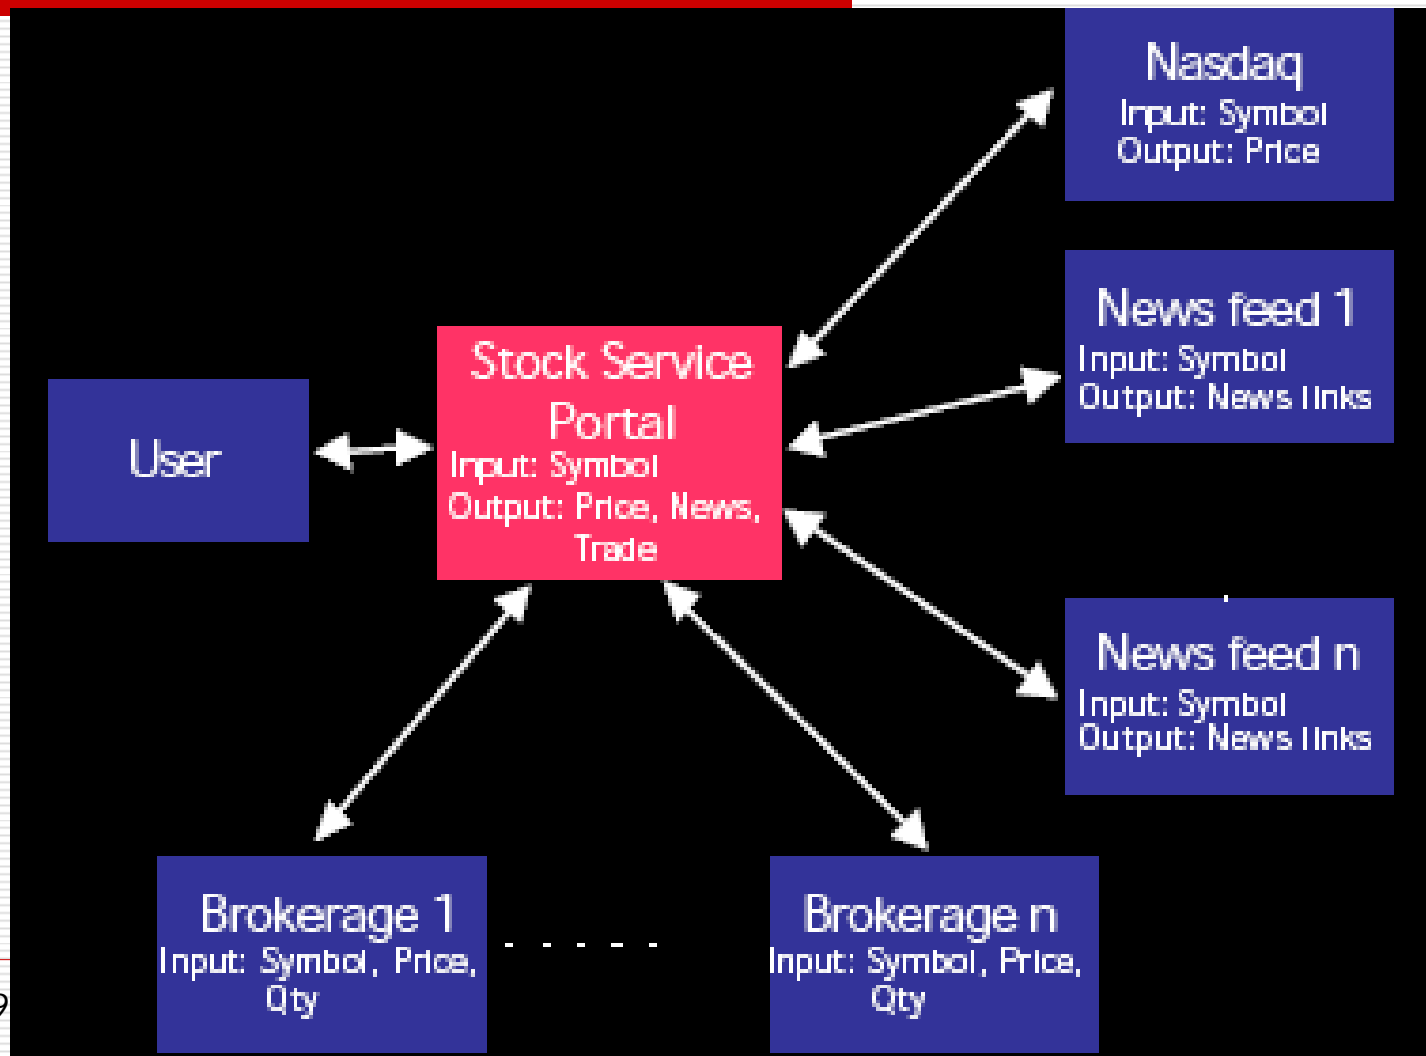 Nasdaq
Input: Symbol
Output: Price
News feed 1
Input: Symbol
Output: News links
Stock Service
Portal
Input: Symbol
Output: Price, News,
Trade
User
News feed n
Input: Symbol
Output: News links
Brokerage 1
Input: Symbol, Price,
Qty
Brokerage n
Input: Symbol, Price,
Qty
9